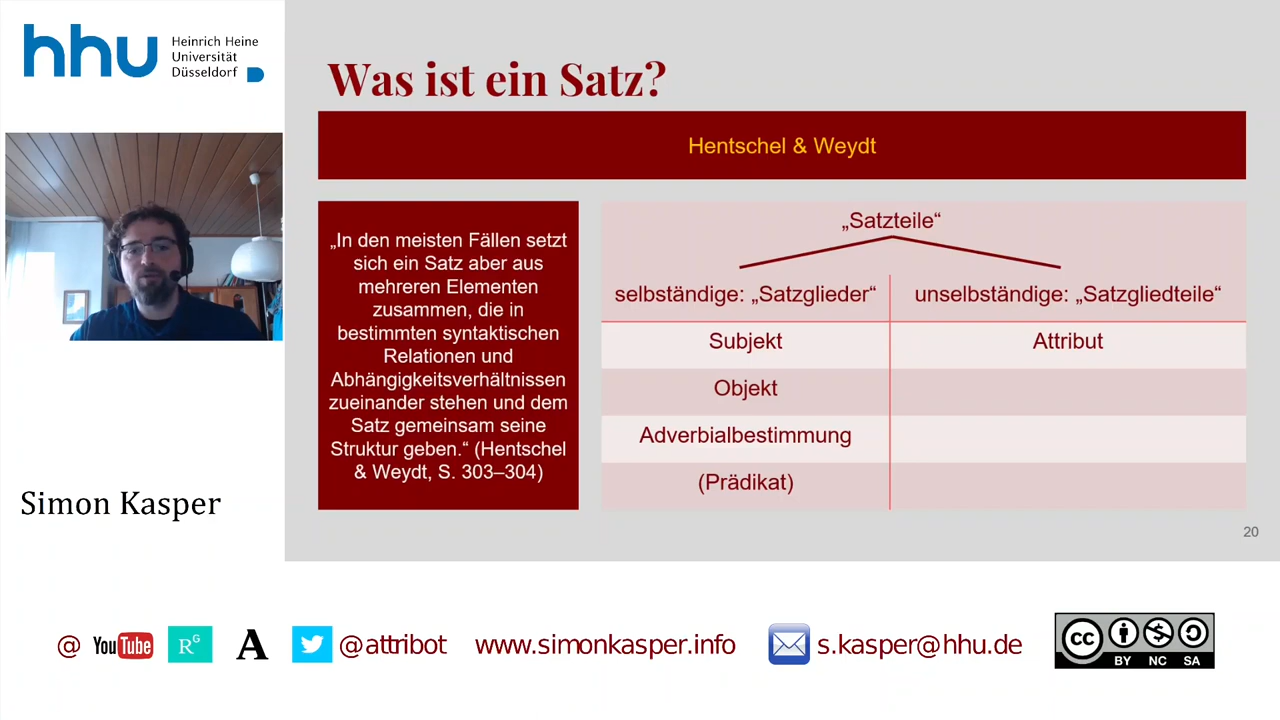 hhu
Heinrich Heine
Universität
Düsseldorf
Was ist ein Satz?
Hentschel & Weydt
„In den meisten Fällen setzt
sich ein Satz aber aus
mehreren Elementen
zusammen, die in
bestimmten syntaktischen
Relationen und
Abhängigkeitsverhältnissen
zueinander stehen und dem
Satz gemeinsam seine
Struktur geben.“ (Hentschel
& Weydt, S. 303–304)
„Satzteile“
selbständige: „Satzglieder“ unselbständige: „Satzgliedteile“
Subjekt Attribut
Objekt
Adverbialbestimmung
(Prädikat)
20
Simon Kasper
@ YouTube RG A @attribot www.simonkasper.info s.kasper@hhu.de
cc BY NC SA